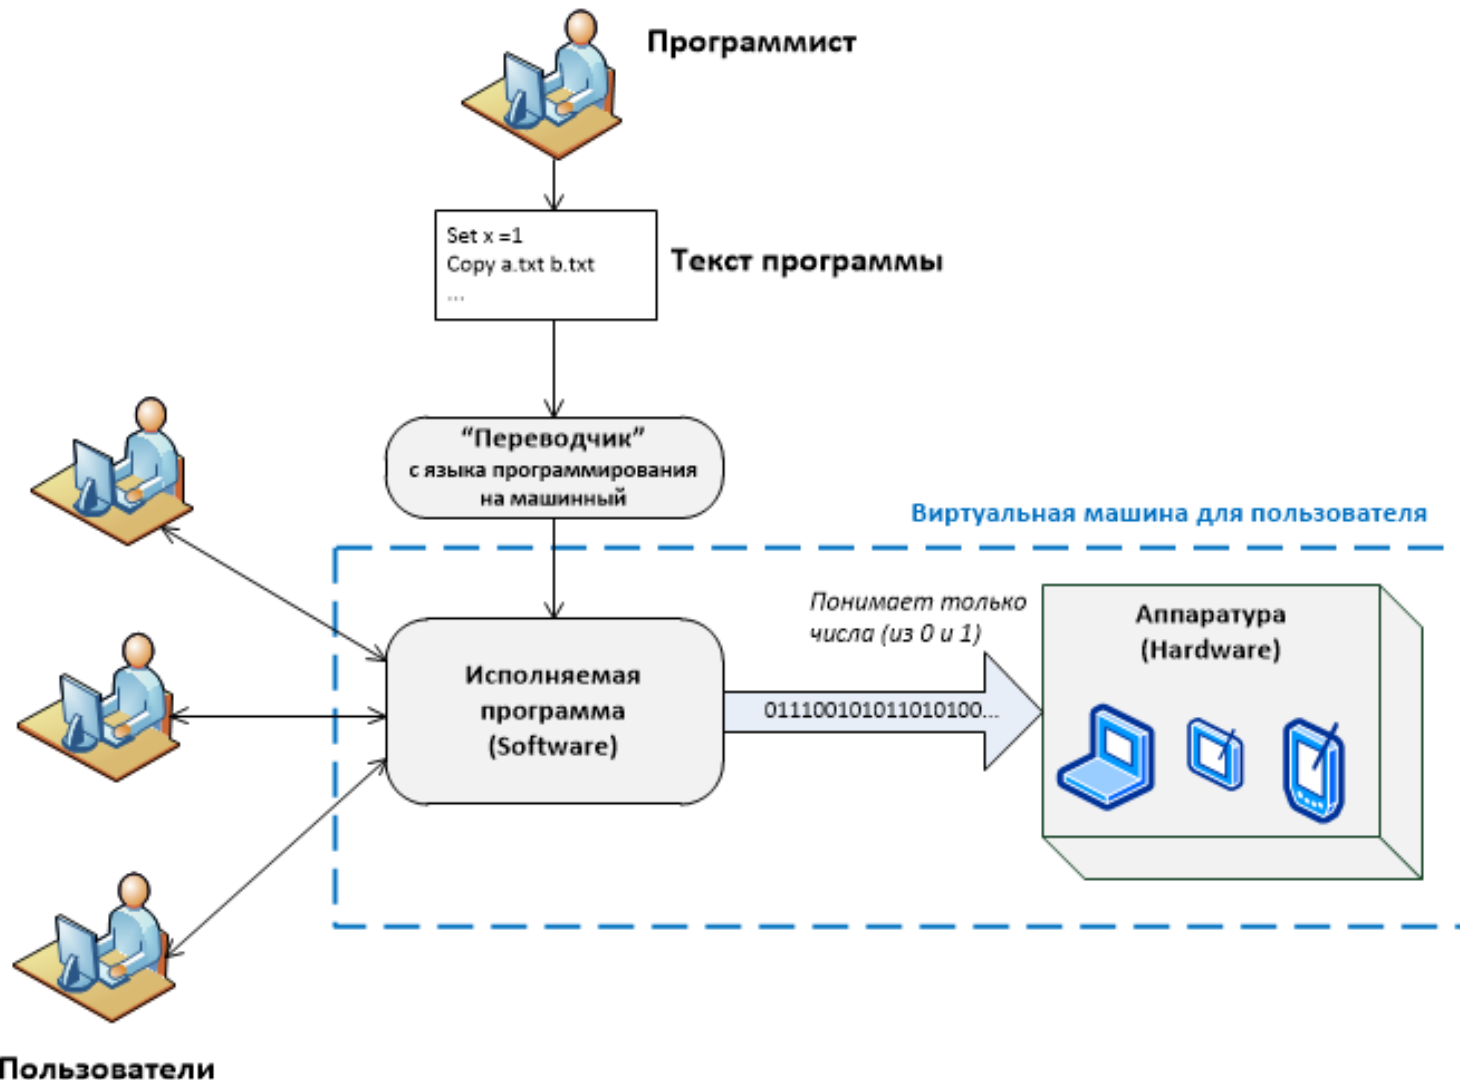 Программист
Set x =1
Copy a.txt b.txt
...
Текст программы
“Переводчик”
с языка программирования
на машинный
Виртуальная машина для пользователя
Понимает только
числа (из 0 и 1)
Аппаратура
(Hardware)
Исполняемая
программа
(Software)
011100101011010100...
Пользователи